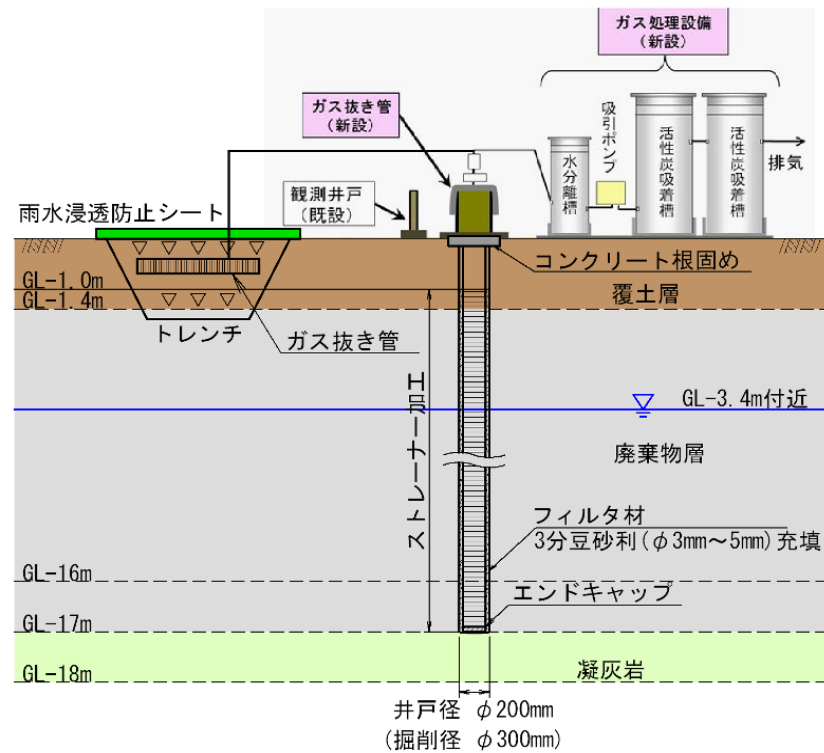 ガス処理設備
(新設)
ガス抜き管
(新設)
吸引ポンプ
水分離槽
活性炭吸着槽
活性炭吸着槽
排気
観測井戸
(既設)
雨水浸透防止シート
コンクリート根固め
GL-1.0m
GL-1.4m
覆土層
トレンチ
ガス抜き管
ストレーナー加工
GL-3.4m付近
廃棄物層
フィルタ材
3分豆砂利(φ3mm～5mm)充填
GL-16m
エンドキャップ
GL-17m
凝灰岩
GL-18m
井戸径 φ200mm
(掘削径 φ300mm)